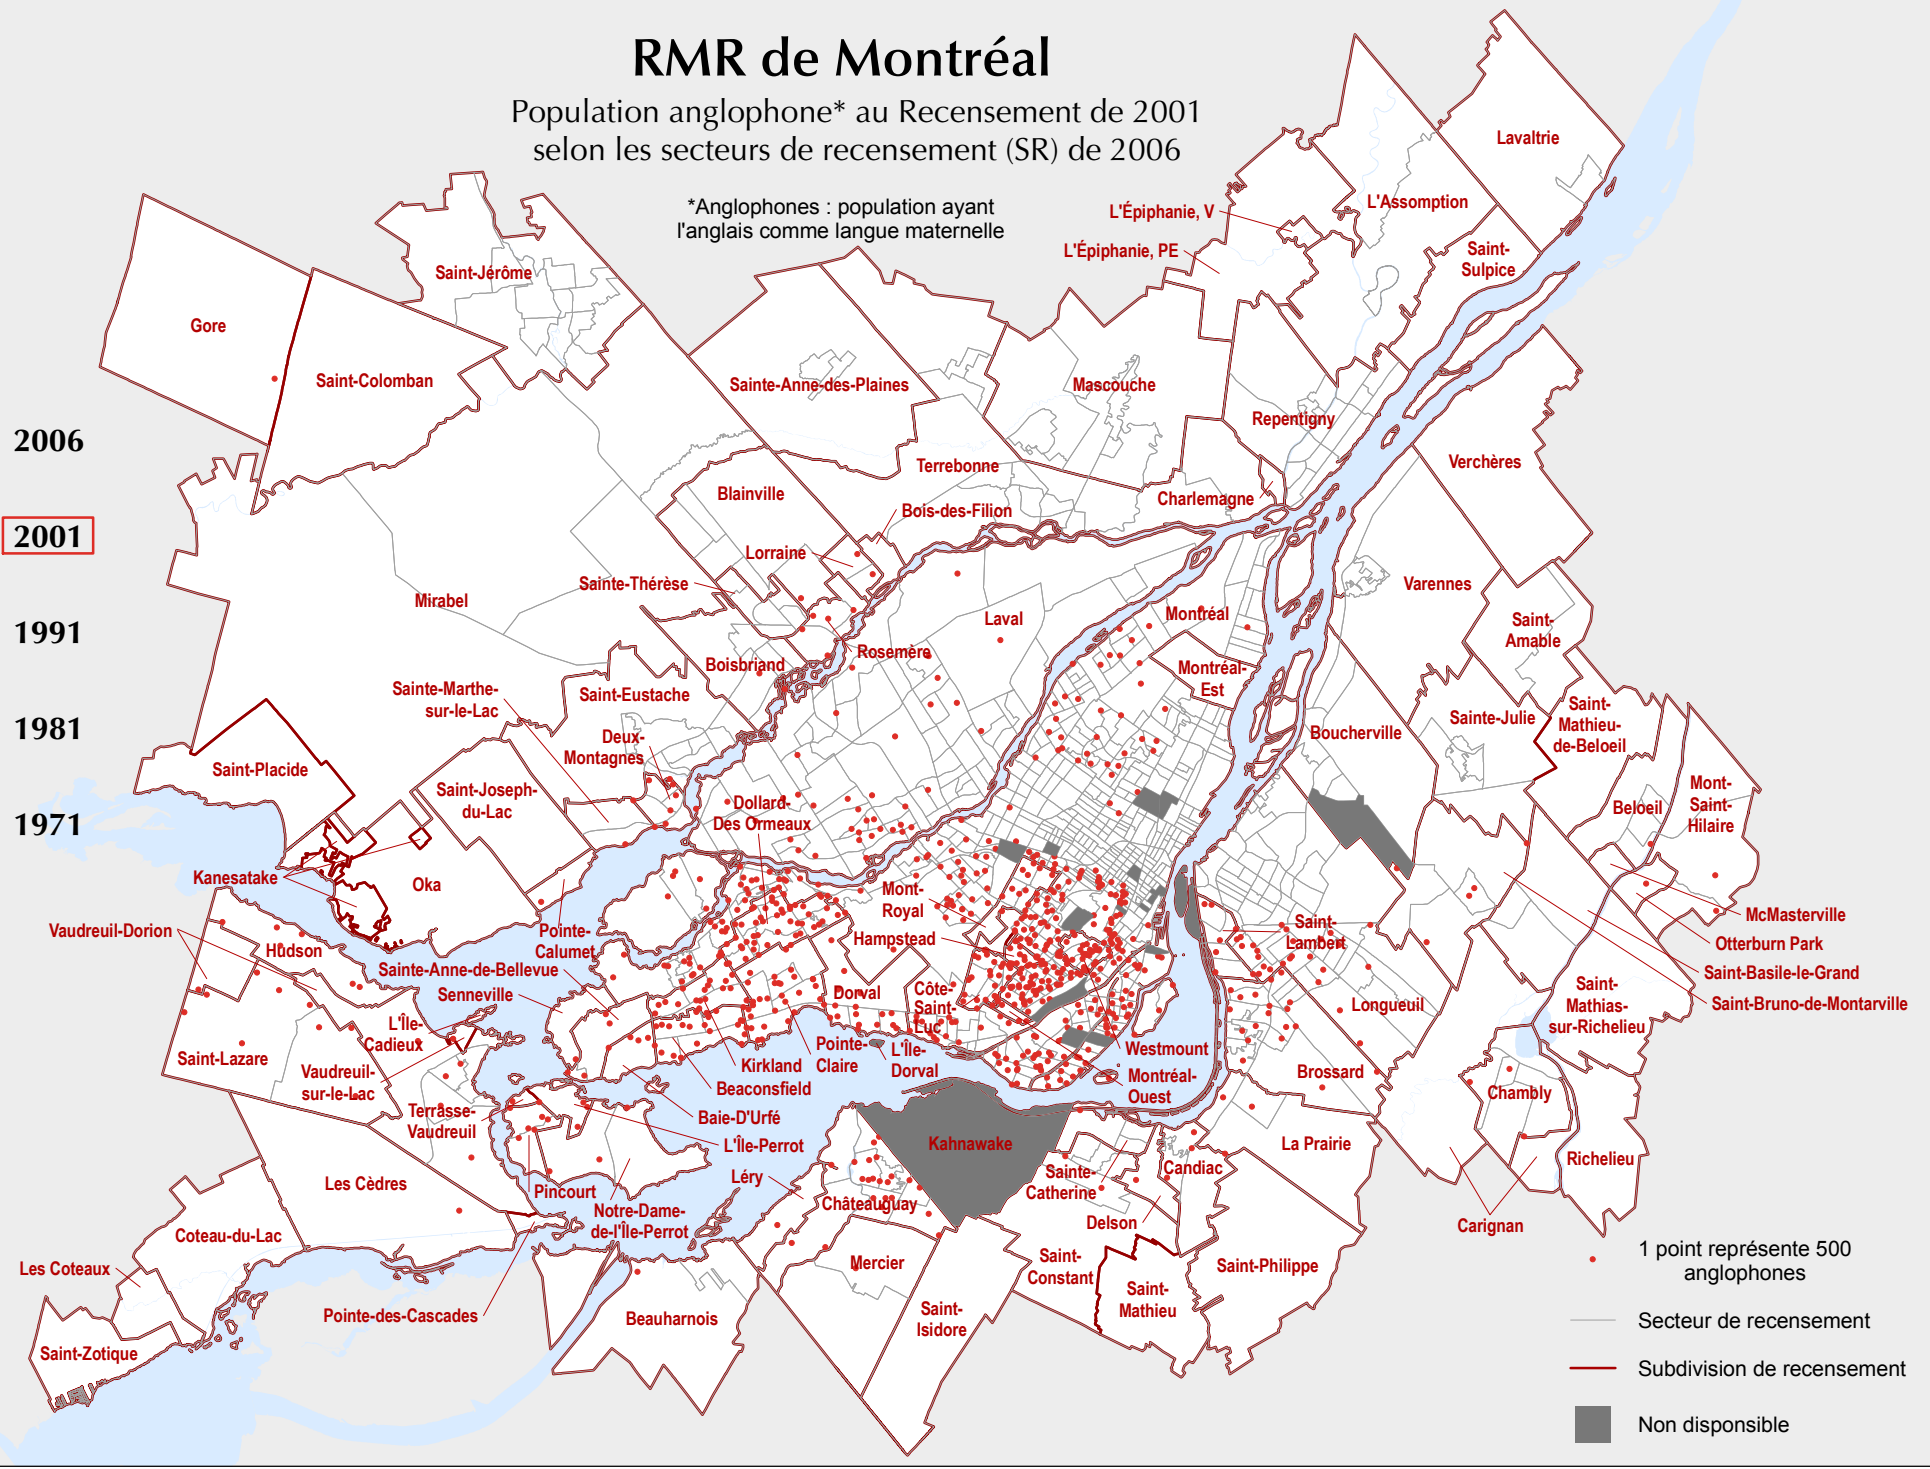 RMR de Montréal
Population anglophone* au Recensement de 2001
selon les secteurs de recensement (SR) de 2006
*Anglophones : population ayant
l'anglais comme langue maternelle
2006
2001
1991
1981
1971
Lavaltrie
L'Assomption
L'Épiphanie, V
L'Épiphanie, PE
Saint-
Sulpice
Saint-Jérôme
Gore
Saint-Colomban
Sainte-Anne-des-Plaines
Mascouche
Repentigny
Verchères
Terrebonne
Blainville
Charlemagne
Bois-des-Filion
Lorraine
Sainte-Thérèse
Mirabel
Varennes
Laval
Montréal
Saint-
Amable
Rosemère
Boisbriand
Montréal-
Est
Sainte-Marthe-
sur-le-Lac
Saint-Eustache
Saint-
Mathieu-
de-Beloeil
Sainte-Julie
Boucherville
Deux-
Montagnes
Saint-Placide
Saint-Joseph-
du-Lac
Dollard-
Des Ormeaux
Beloeil
Mont-
Saint-
Hilaire
Kanesatake
Oka
Mont-
Royal
Vaudreuil-Dorion
Pointe-
Calumet
Hampstead
Saint-
Lambert
McMasterville
Otterburn Park
Hudson
Sainte-Anne-de-Bellevue
Saint-Basile-le-Grand
Senneville
Dorval
Côte-
Saint-
Luc
Longueuil
Saint-
Mathias-
sur-Richelieu
Saint-Bruno-de-Montarville
L'Île-
Cadieux
Saint-Lazare
Vaudreuil-
sur-le-Lac
Kirkland
Pointe-
Claire
L'Île-
Dorval
Westmount
Beaconsfield
Montréal-
Ouest
Brossard
Chambly
Terrasse-
Vaudreuil
Baie-D'Urfé
L'Île-Perrot
Kahnawake
La Prairie
Richelieu
Les Cèdres
Pincourt
Léry
Sainte-
Catherine
Candiac
Notre-Dame-
de-l'Île-Perrot
Châteauguay
Delson
Carignan
Coteau-du-Lac
Les Coteaux
Mercier
Saint-
Constant
Saint-Philippe
Saint-
Mathieu
Pointe-des-Cascades
Beauharnois
Saint-
Isidore
Saint-Zotique
1 point représente 500
anglophones
Secteur de recensement
Subdivision de recensement
Non disponsible